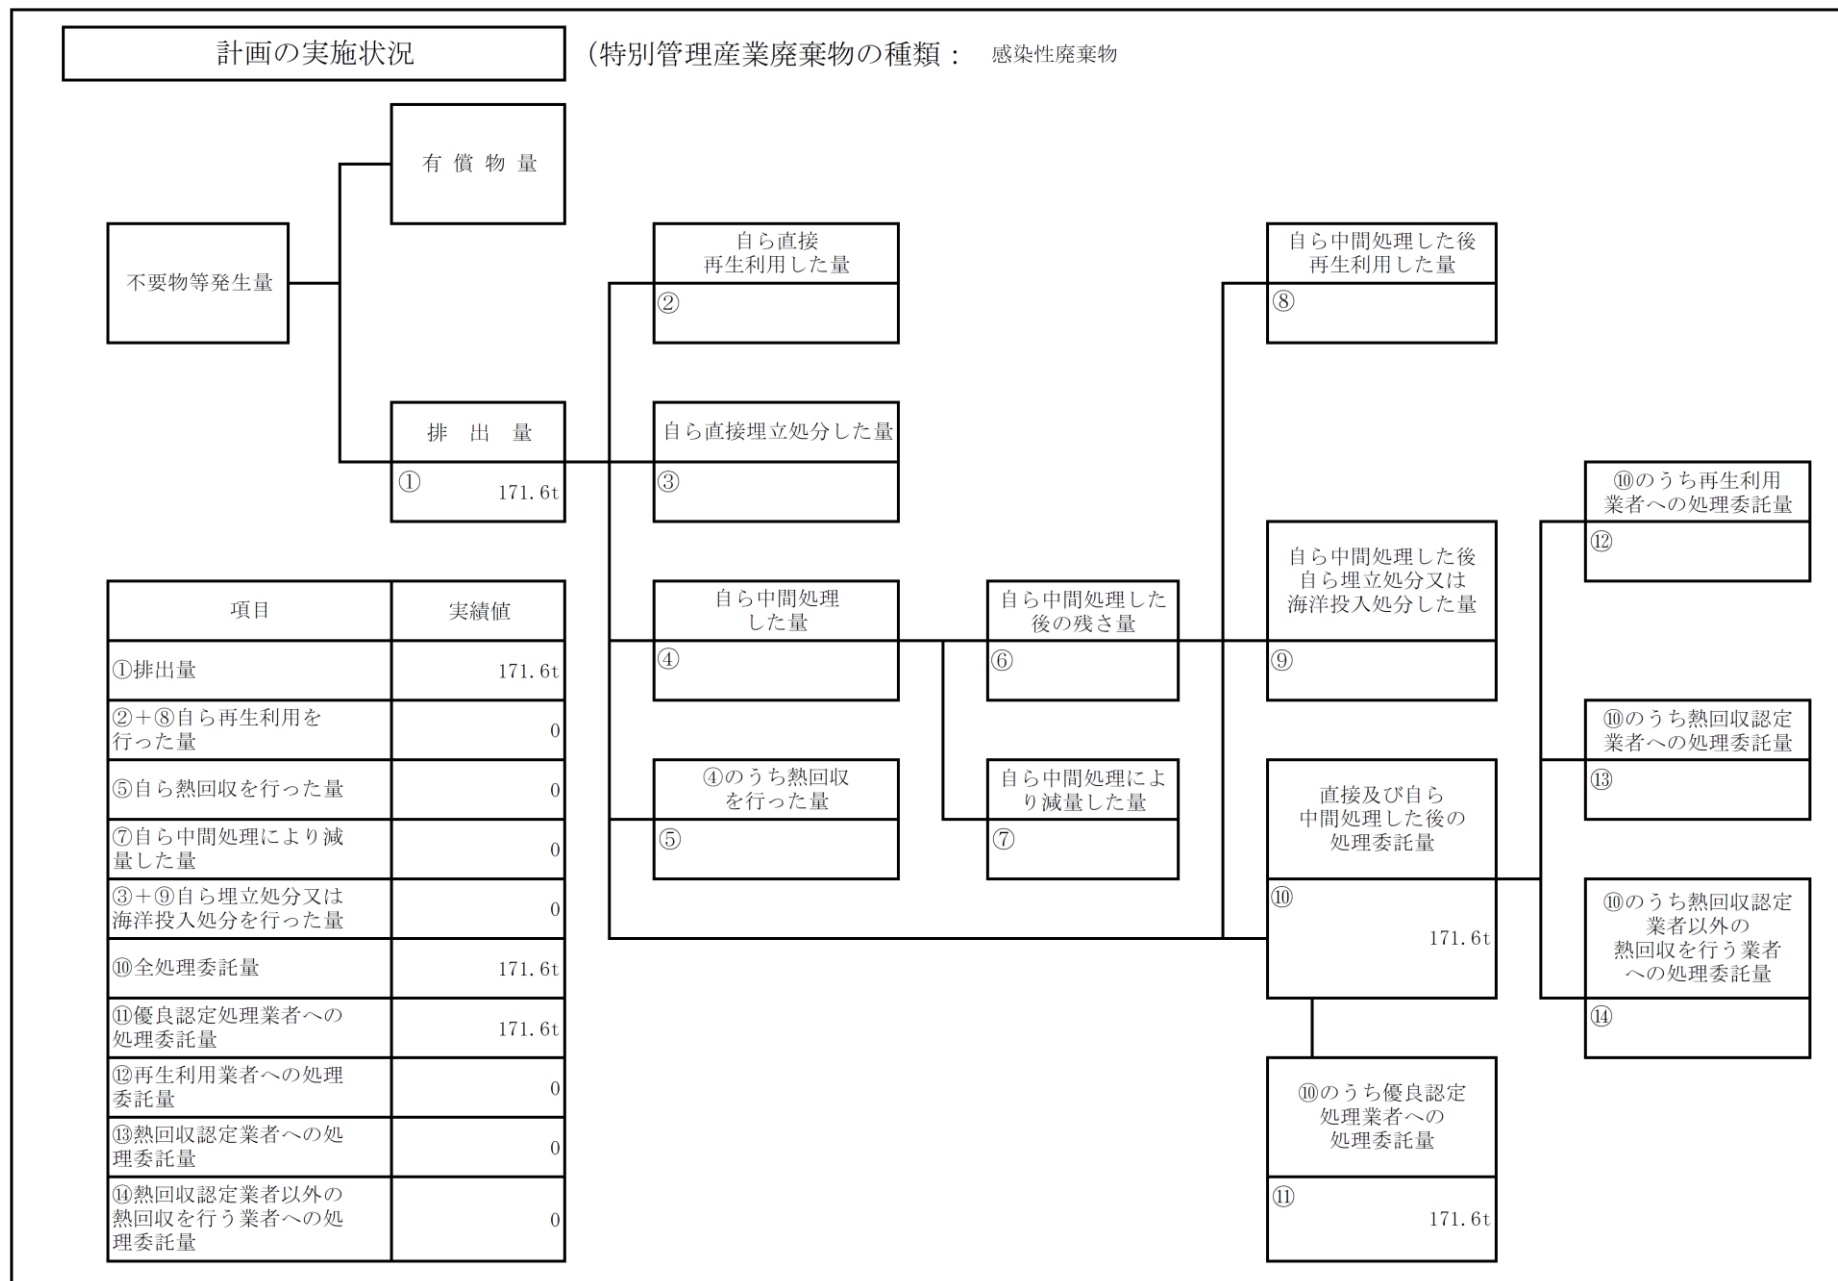 計画の実施状況
(特別管理産業廃棄物の種類： 感染性廃棄物
有 償 物 量
不要物等発生量
自ら直接
再生利用した量
②
自ら中間処理した後
再生利用した量
⑧
排 出 量
①
171.6t
自ら直接埋立処分した量
③
⑩のうち再生利用
業者への処理委託量
⑫
自ら中間処理した後
自ら埋立処分又は
海洋投入処分した量
⑨
自ら中間処理
した量
④
自ら中間処理した
後の残さ量
⑥
④のうち熱回収
を行った量
⑤
自ら中間処理によ
り減量した量
⑦
直接及び自ら
中間処理した後の
処理委託量
⑩
171.6t
⑩のうち熱回収認定
業者への処理委託量
⑬
⑩のうち熱回収認定
業者以外の
熱回収を行う業者
への処理委託量
⑭
⑩のうち優良認定
処理業者への
処理委託量
⑪
171.6t
項目 実績値
①排出量 171.6t
②＋⑧自ら再生利用を
行った量 0
⑤自ら熱回収を行った量 0
⑦自ら中間処理により減
量した量 0
③＋⑨自ら埋立処分又は
海洋投入処分を行った量 0
⑩全処理委託量 171.6t
⑪優良認定処理業者への
処理委託量 171.6t
⑫再生利用業者への処理
委託量 0
⑬熱回収認定業者への処
理委託量 0
⑭熱回収認定業者以外の
熱回収を行う業者への処
理委託量 0